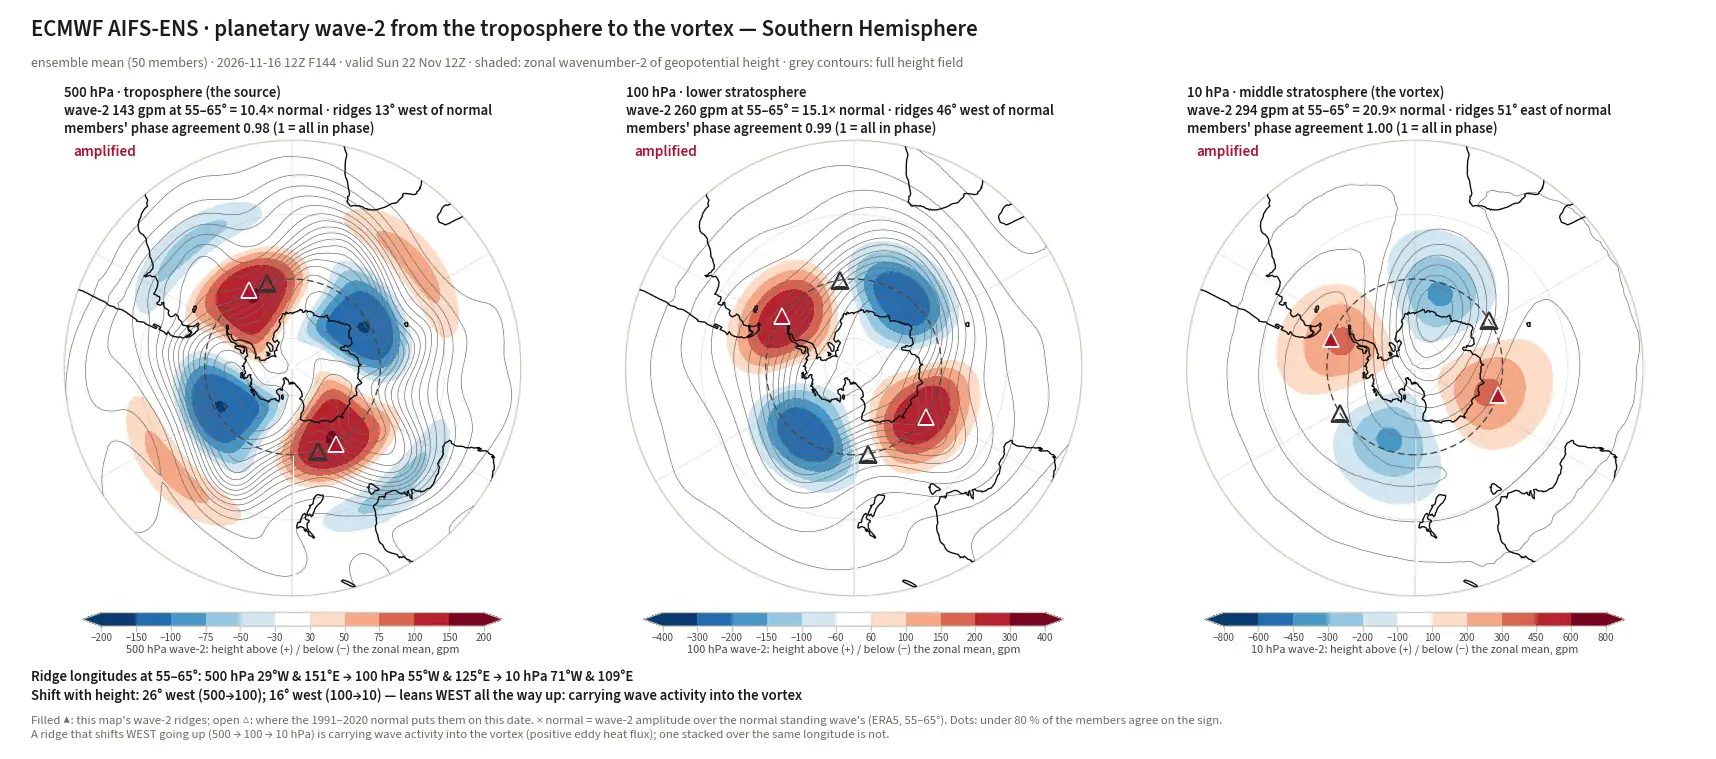 ECMWF AIFS-ENS · planetary wave-2 from the troposphere to the vortex — Southern Hemisphere
ensemble mean (50 members) · 2026-11-16 12Z F144 · valid Sun 22 Nov 12Z · shaded: zonal wavenumber-2 of geopotential height · grey contours: full height field
500 hPa · troposphere (the source)
wave-2 143 gpm at 55–65° = 10.4× normal · ridges 13° west of normal
members' phase agreement 0.98 (1 = all in phase)
amplified
100 hPa · lower stratosphere
wave-2 260 gpm at 55–65° = 15.1× normal · ridges 46° west of normal
members' phase agreement 0.99 (1 = all in phase)
amplified
10 hPa · middle stratosphere (the vortex)
wave-2 294 gpm at 55–65° = 20.9× normal · ridges 51° east of normal
members' phase agreement 1.00 (1 = all in phase)
amplified
−200 −150 −100 −75 −50 −30 30 50 75 100 150 200
500 hPa wave-2: height above (+) / below (−) the zonal mean, gpm
−400 −300 −200 −150 −100 −60 60 100 150 200 300 400
100 hPa wave-2: height above (+) / below (−) the zonal mean, gpm
−800 −600 −450 −300 −200 −100 100 200 300 450 600 800
10 hPa wave-2: height above (+) / below (−) the zonal mean, gpm
Ridge longitudes at 55–65°: 500 hPa 29°W & 151°E → 100 hPa 55°W & 125°E → 10 hPa 71°W & 109°E
Shift with height: 26° west (500→100); 16° west (100→10) — leans WEST all the way up: carrying wave activity into the vortex
Filled ▲: this map's wave-2 ridges; open △: where the 1991–2020 normal puts them on this date. × normal = wave-2 amplitude over the normal standing wave's (ERA5, 55–65°). Dots: under 80 % of the members agree on the sign.
A ridge that shifts WEST going up (500 → 100 → 10 hPa) is carrying wave activity into the vortex (positive eddy heat flux); one stacked over the same longitude is not.